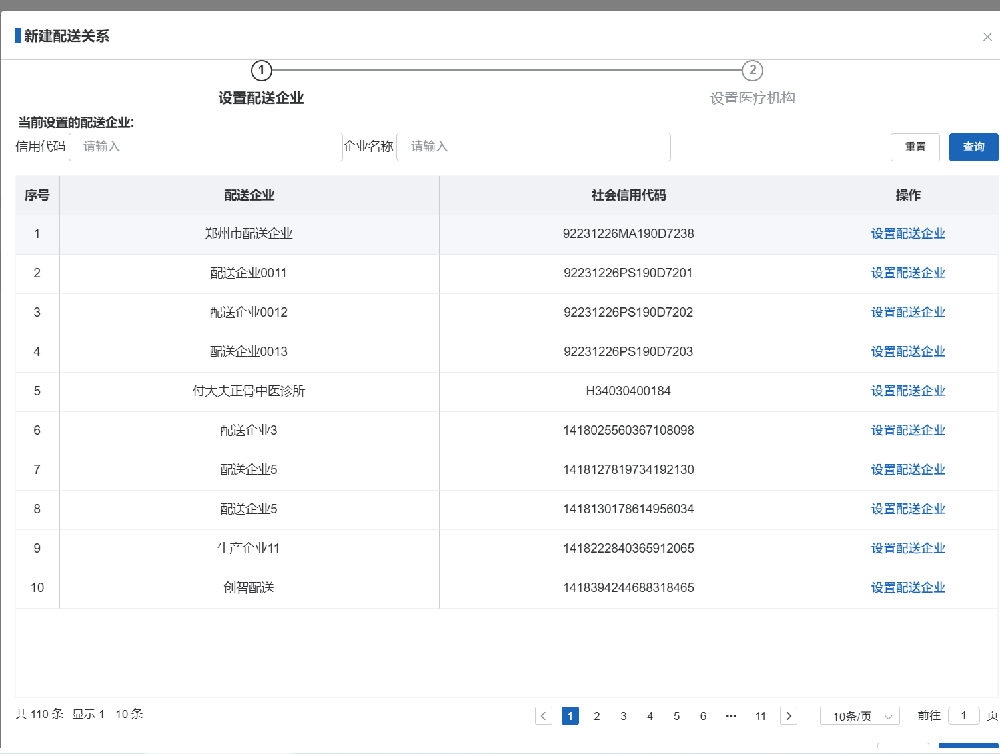 新建配送关系
1
2
设置配送企业
设置医疗机构
当前设置的配送企业:
信用代码 请输入 企业名称 请输入 重置 查询
序号 配送企业 社会信用代码 操作
1 郑州市配送企业 92231226MA190D7238 设置配送企业
2 配送企业0011 92231226PS190D7201 设置配送企业
3 配送企业0012 92231226PS190D7202 设置配送企业
4 配送企业0013 92231226PS190D7203 设置配送企业
5 付大夫正骨中医诊所 H34030400184 设置配送企业
6 配送企业3 1418025560367108098 设置配送企业
7 配送企业5 1418127819734192130 设置配送企业
8 配送企业5 1418130178614956034 设置配送企业
9 生产企业11 1418222840365912065 设置配送企业
10 创智配送 1418394244688318465 设置配送企业
共 110 条 显示 1 - 10 条 1 2 3 4 5 6 ••• 11 10条/页 前往 1 页